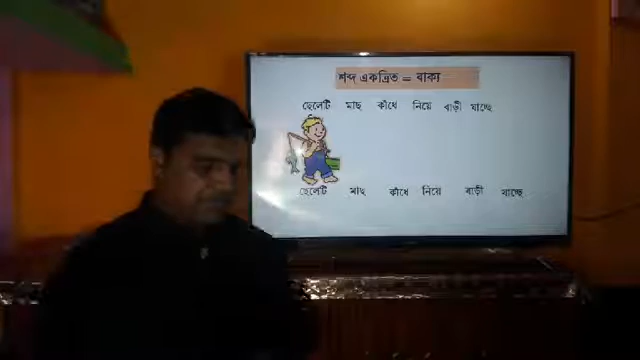 শব্দ একত্রিত = বাক্য
ছেলেটি মাছ কাঁধে নিয়ে বাড়ী যাচ্ছে
ছেলেটি মাছ কাঁধে নিয়ে বাড়ী যাচ্ছে